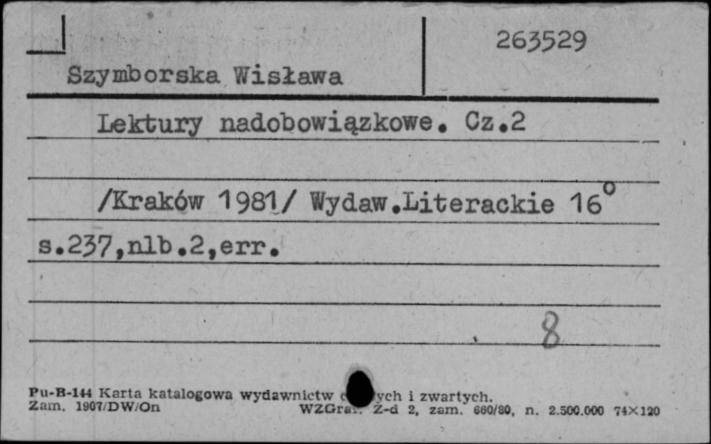 263529
Szymborska Wisława
Lektury nadobowiązkowe. Cz.2
/Kraków 1981/ Wydaw.Literackie 16°
s.237,nlb.2,err.
8
Pu-B-144 Karta katalogowa wydawnictw i zwartych.
Zam. 1907/DW/On WZGraf. Z-d 2, zam. 660/80, n. 2.500.000 74×120